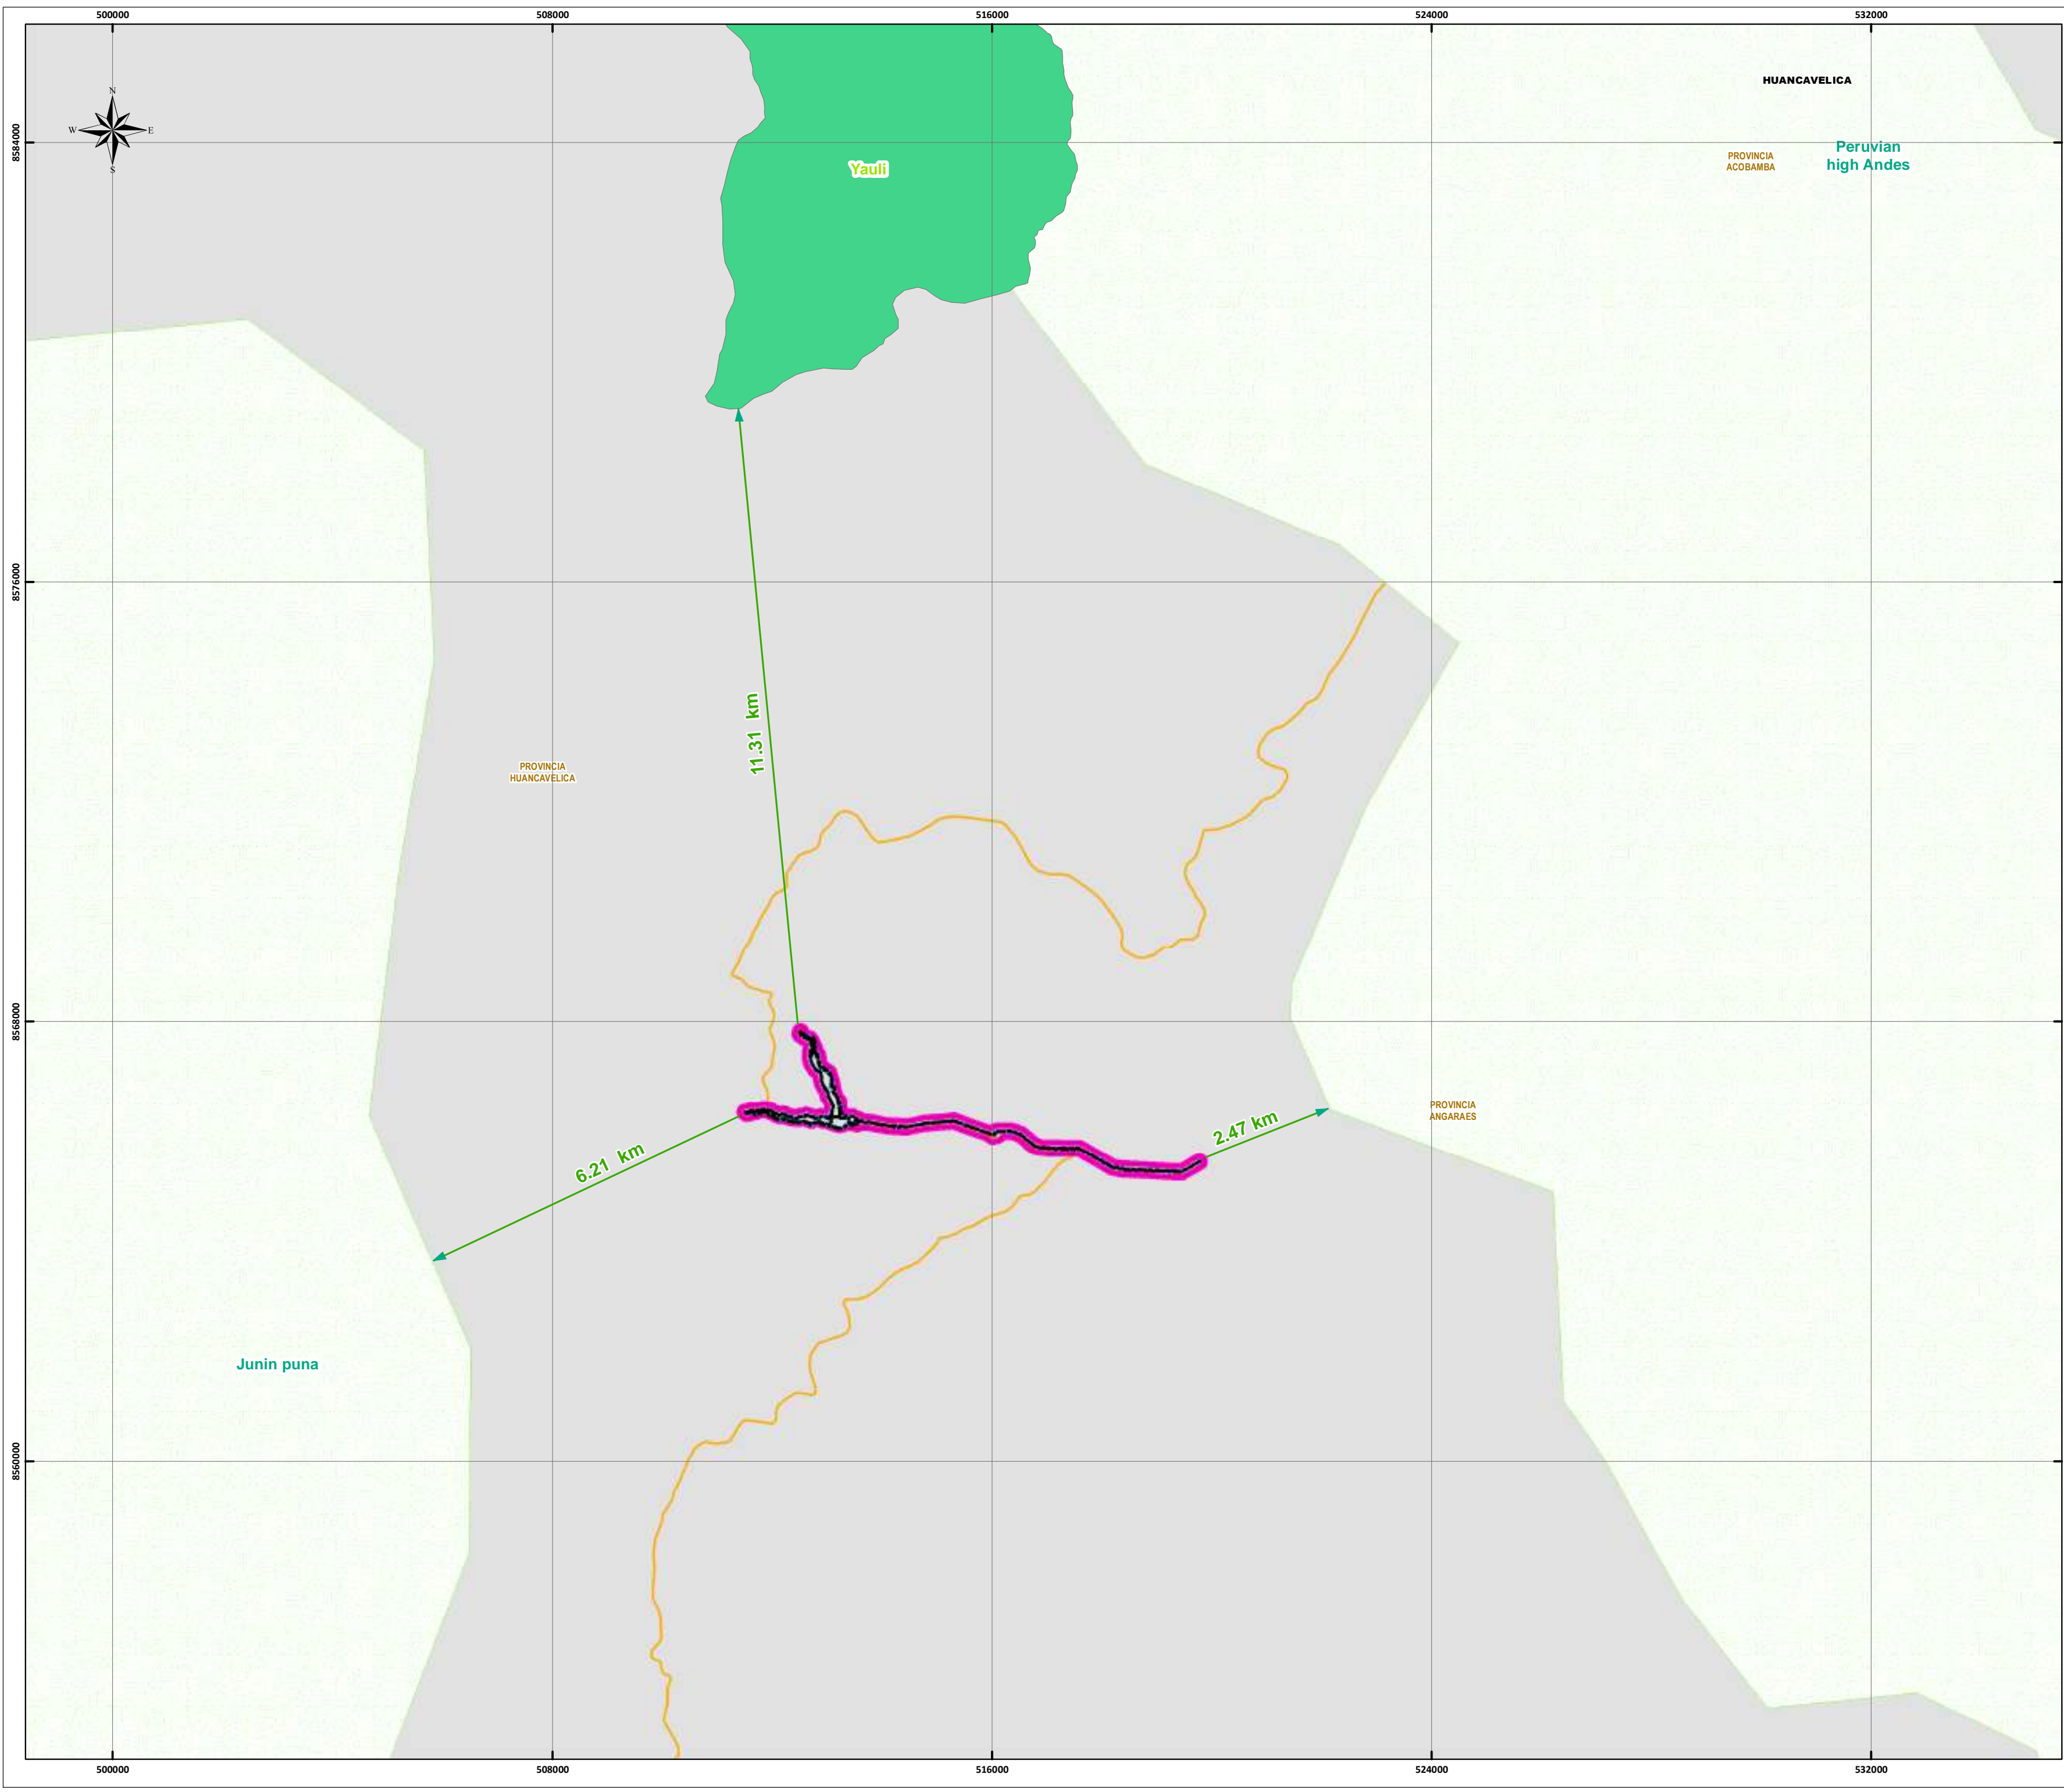 500000
508000
516000
524000
532000
HUANCAVELICA
N
W
E
S
8584000
Yauli
PROVINCIA
ACOBAMBA
Peruvian
high Andes
8576000
11.31 km
PROVINCIA
HUANCAVELICA
8568000
2.47 km
PROVINCIA
ANGARAES
6.21 km
Junin puna
8560000
500000
508000
516000
524000
532000